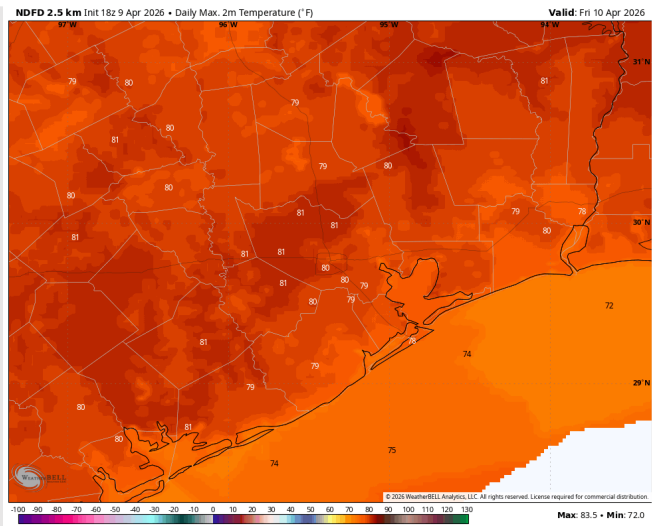 NDFD 2.5 km Init 18z 9 Apr 2026 • Daily Max. 2m Temperature (°F) Valid: Fri 10 Apr 2026
97°W 96°W 95°W 94°W
31°N
79 80 81
79
80
81
79 80
80 80
81 79 78
81 81 80 30°N
81 81
80
81 80 79
80 79
81 78 72
74
79
79 29°N
80
80 81
74 75
WEATHERBELL
© 2026 WeatherBELL Analytics, LLC. All rights reserved. License required for commercial distribution.
-100 -90 -80 -70 -60 -50 -40 -30 -20 -10 0 10 20 30 40 50 60 70 80 90 100 110 120 130 Max: 83.5 • Min: 72.0